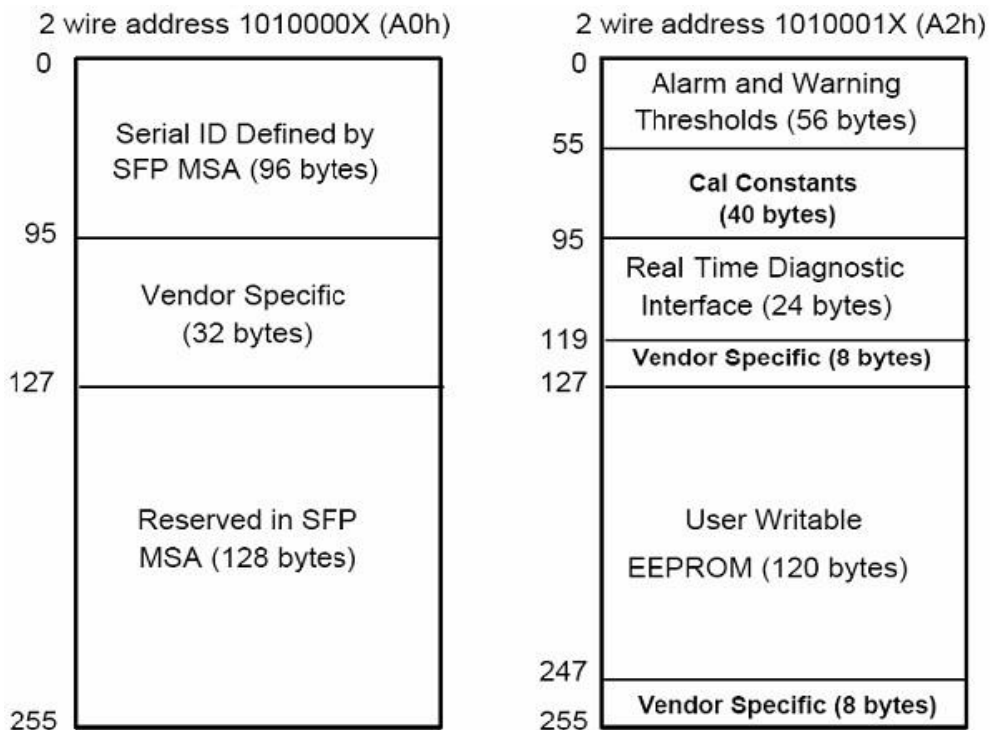 2 wire address 1010000X (A0h)
0
Serial ID Defined by
SFP MSA (96 bytes)
95
Vendor Specific
(32 bytes)
127
Reserved in SFP
MSA (128 bytes)
255
2 wire address 1010001X (A2h)
0
Alarm and Warning
Thresholds (56 bytes)
55
Cal Constants
(40 bytes)
95
Real Time Diagnostic
Interface (24 bytes)
119
Vendor Specific (8 bytes)
127
User Writable
EEPROM (120 bytes)
247
Vendor Specific (8 bytes)
255